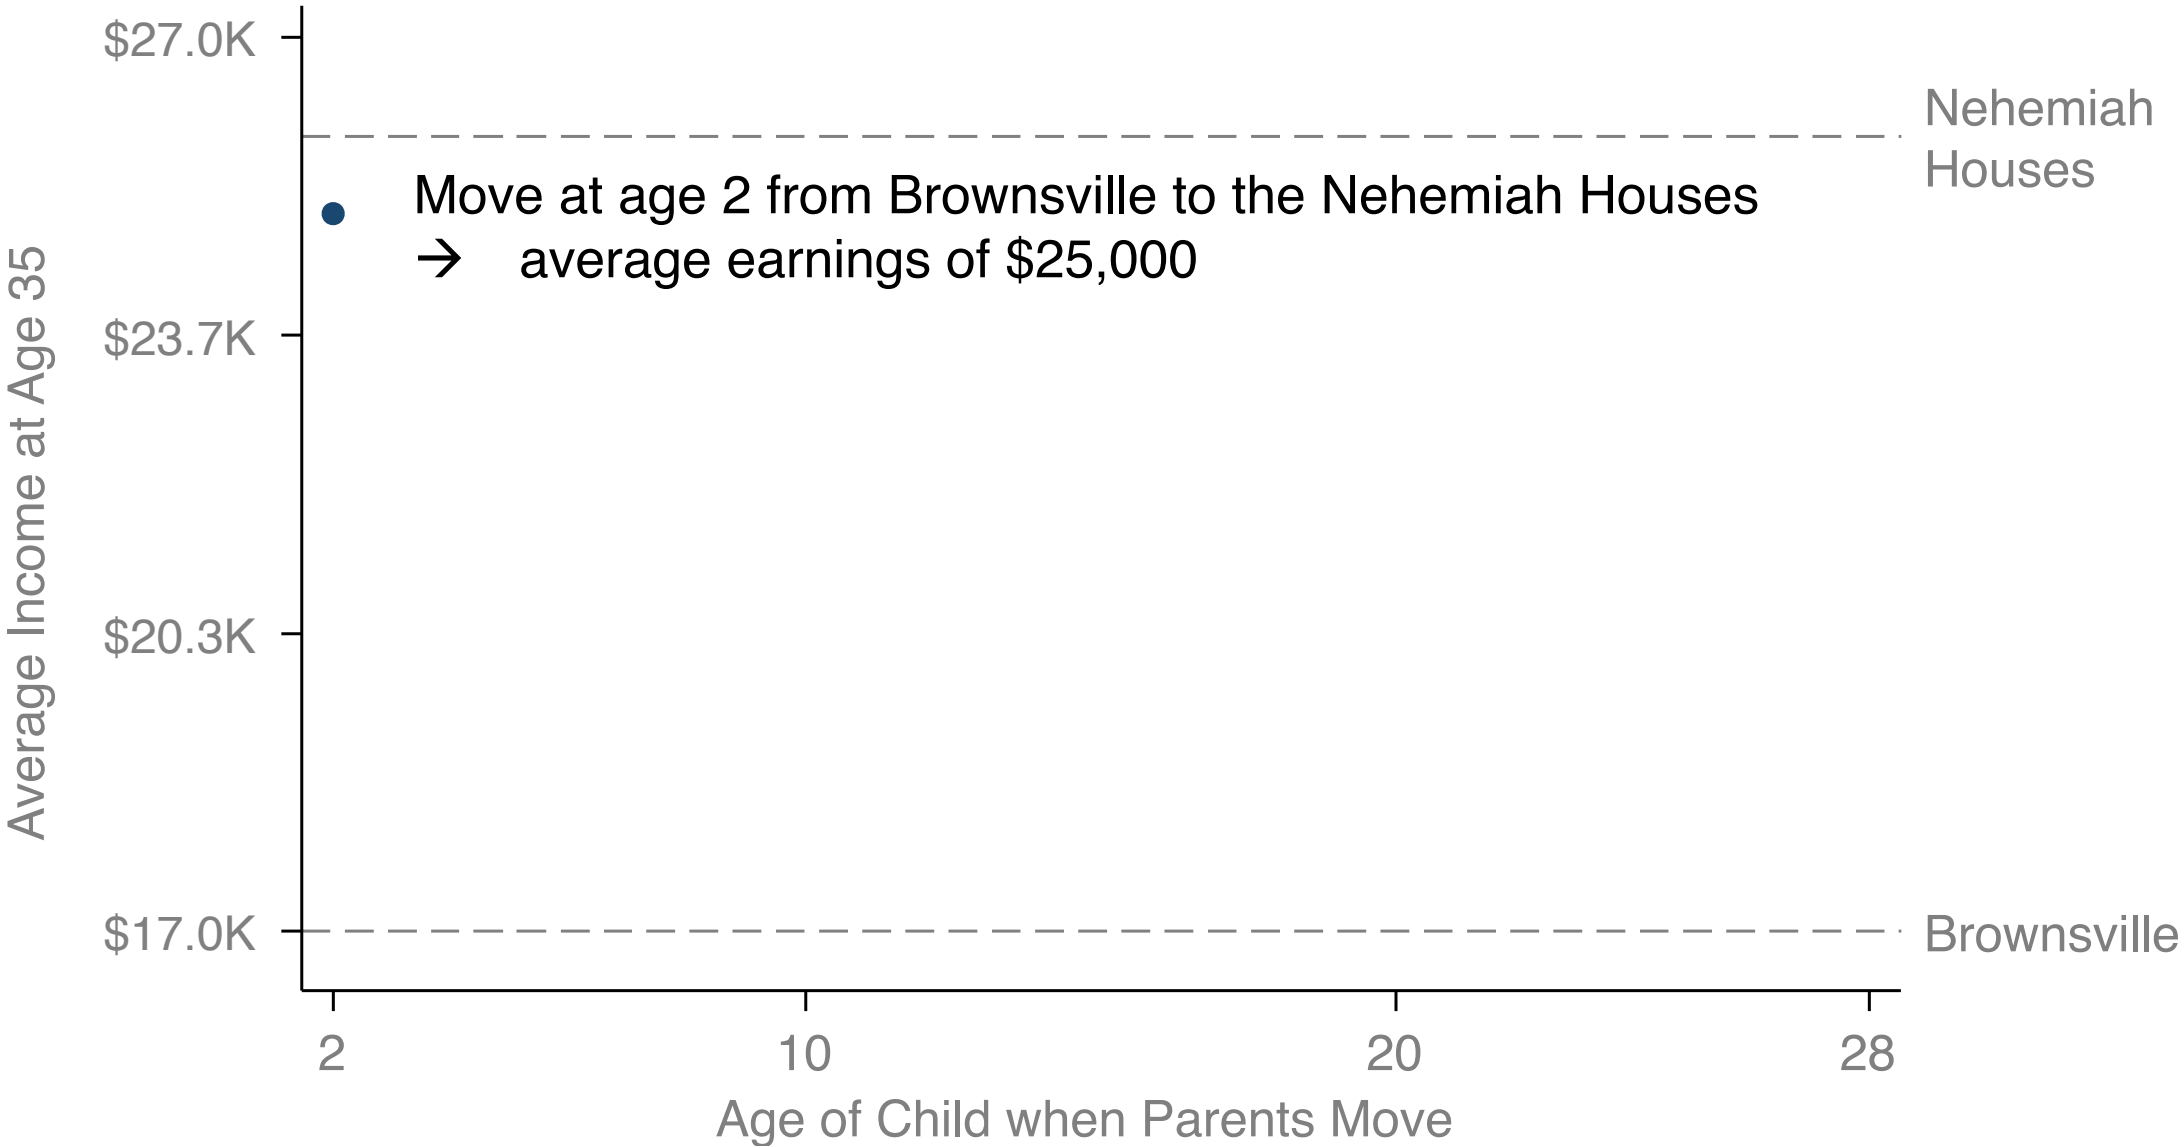 $27.0K
Nehemiah
Houses
Move at age 2 from Brownsville to the Nehemiah Houses
→ average earnings of $25,000
$23.7K
Average Income at Age 35
$20.3K
$17.0K
Brownsville
2
10
20
28
Age of Child when Parents Move